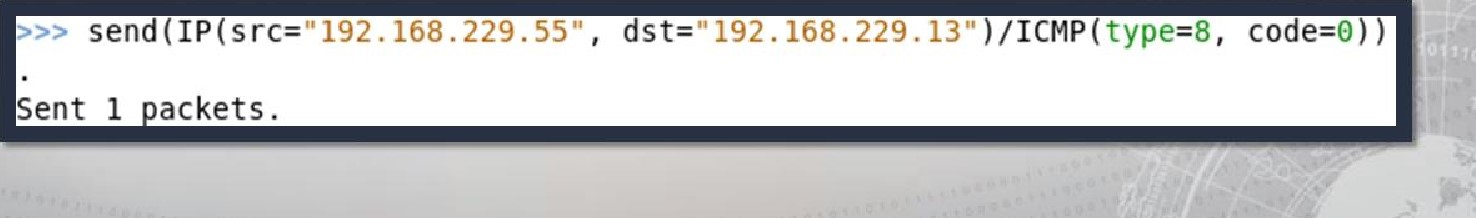 >>> send(IP(src="192.168.229.55", dst="192.168.229.13")/ICMP(type=8, code=0))
.
Sent 1 packets.